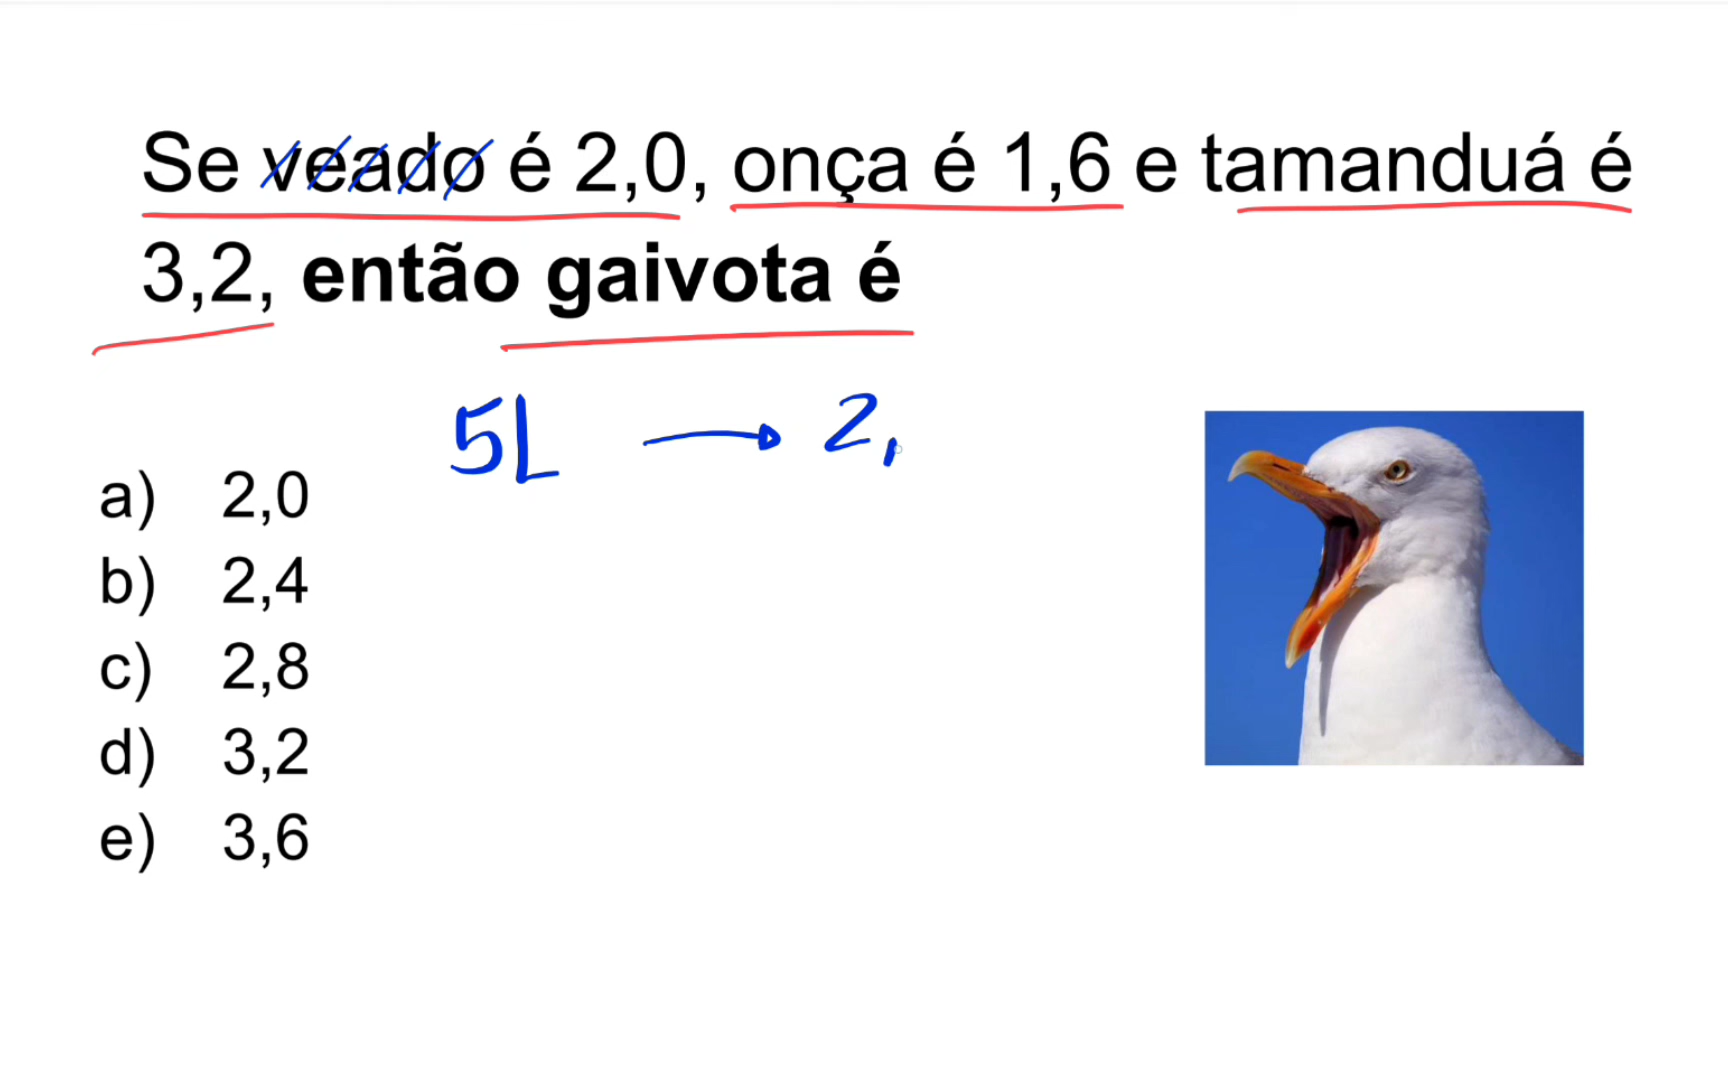 Se veado é 2,0, onça é 1,6 e tamanduá é
3,2, então gaivota é
5L → 2,
a) 2,0
b) 2,4
c) 2,8
d) 3,2
e) 3,6